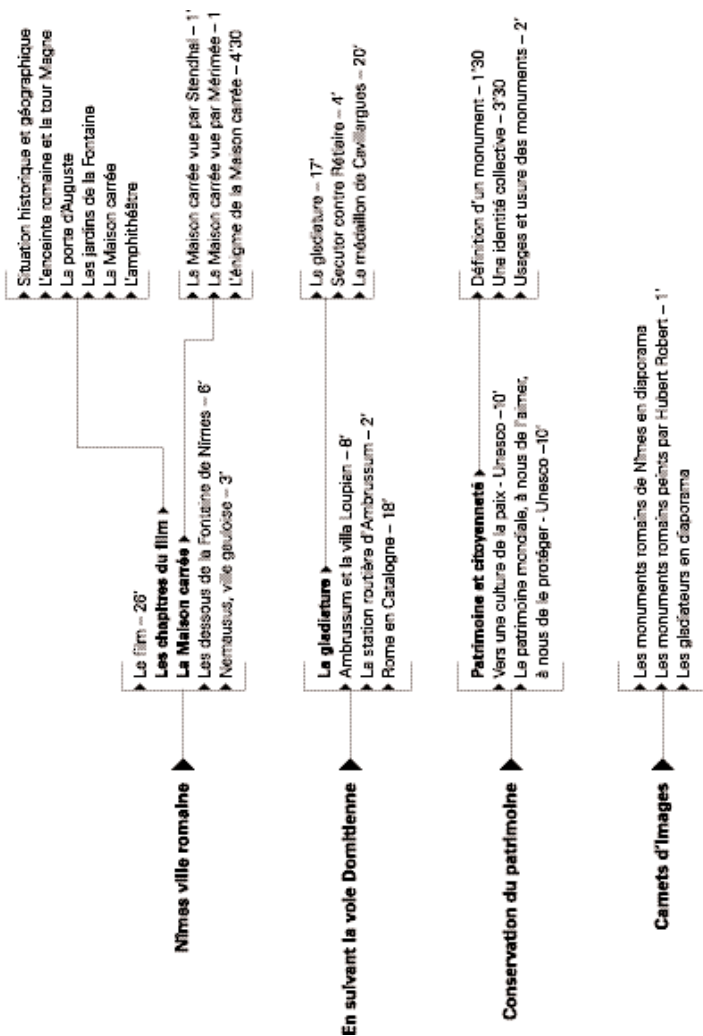 Nîmes ville romaine
Le film – 26'
Les chapitres du film
Situation historique et géographique
L'enceinte romaine et la tour Magne
La porte d'Auguste
Les jardins de la Fontaine
La Maison carrée
L'amphithéâtre
La Maison carrée
La Maison carrée vue par Stendhal – 1'
La Maison carrée vue par Mérimée – 1
L'énigme de la Maison carrée – 4'30
Les dessous de la Fontaine de Nîmes – 6'
Nemausus, ville gauloise – 3'
En suivant la voie Domitienne
La gladiature
La gladiature – 17'
Secutor contre Rétiaire – 4'
Le médaillon de Cavillargues – 20'
Ambrussum et la villa Loupian – 8'
La station routière d'Ambrussum – 2'
Rome en Catalogne – 18'
Conservation du patrimoine
Patrimoine et citoyenneté
Définition d'un monument – 1'30
Une identité collective – 3'30
Usages et usure des monuments – 2'
Vers une culture de la paix - Unesco –10'
Le patrimoine mondiale, à nous de l'aimer,
à nous de le protéger - Unesco –10'
Carnets d'Images
Les monuments romains de Nîmes en diaporama
Les monuments romains peints par Hubert Robert – 1'
Les gladiateurs en diaporama